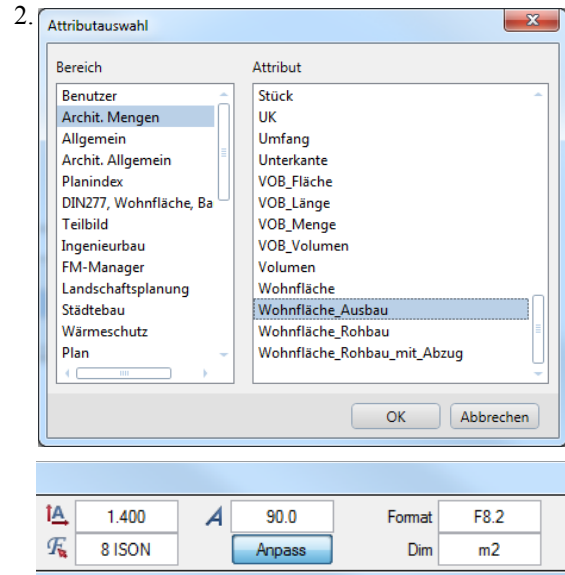 2.
Attributauswahl
Bereich
Attribut
Benutzer
Archit. Mengen
Allgemein
Archit. Allgemein
Planindex
DIN277, Wohnfläche, Ba
Teilbild
Ingenieurbau
FM-Manager
Landschaftsplanung
Städtebau
Wärmeschutz
Plan
Stück
UK
Umfang
Unterkante
VOB_Fläche
VOB_Länge
VOB_Menge
VOB_Volumen
Volumen
Wohnfläche
Wohnfläche_Ausbau
Wohnfläche_Rohbau
Wohnfläche_Rohbau_mit_Abzug
OK Abbrechen
A 1.400 A 90.0 Format F8.2
F 8 ISON Anpass Dim m2